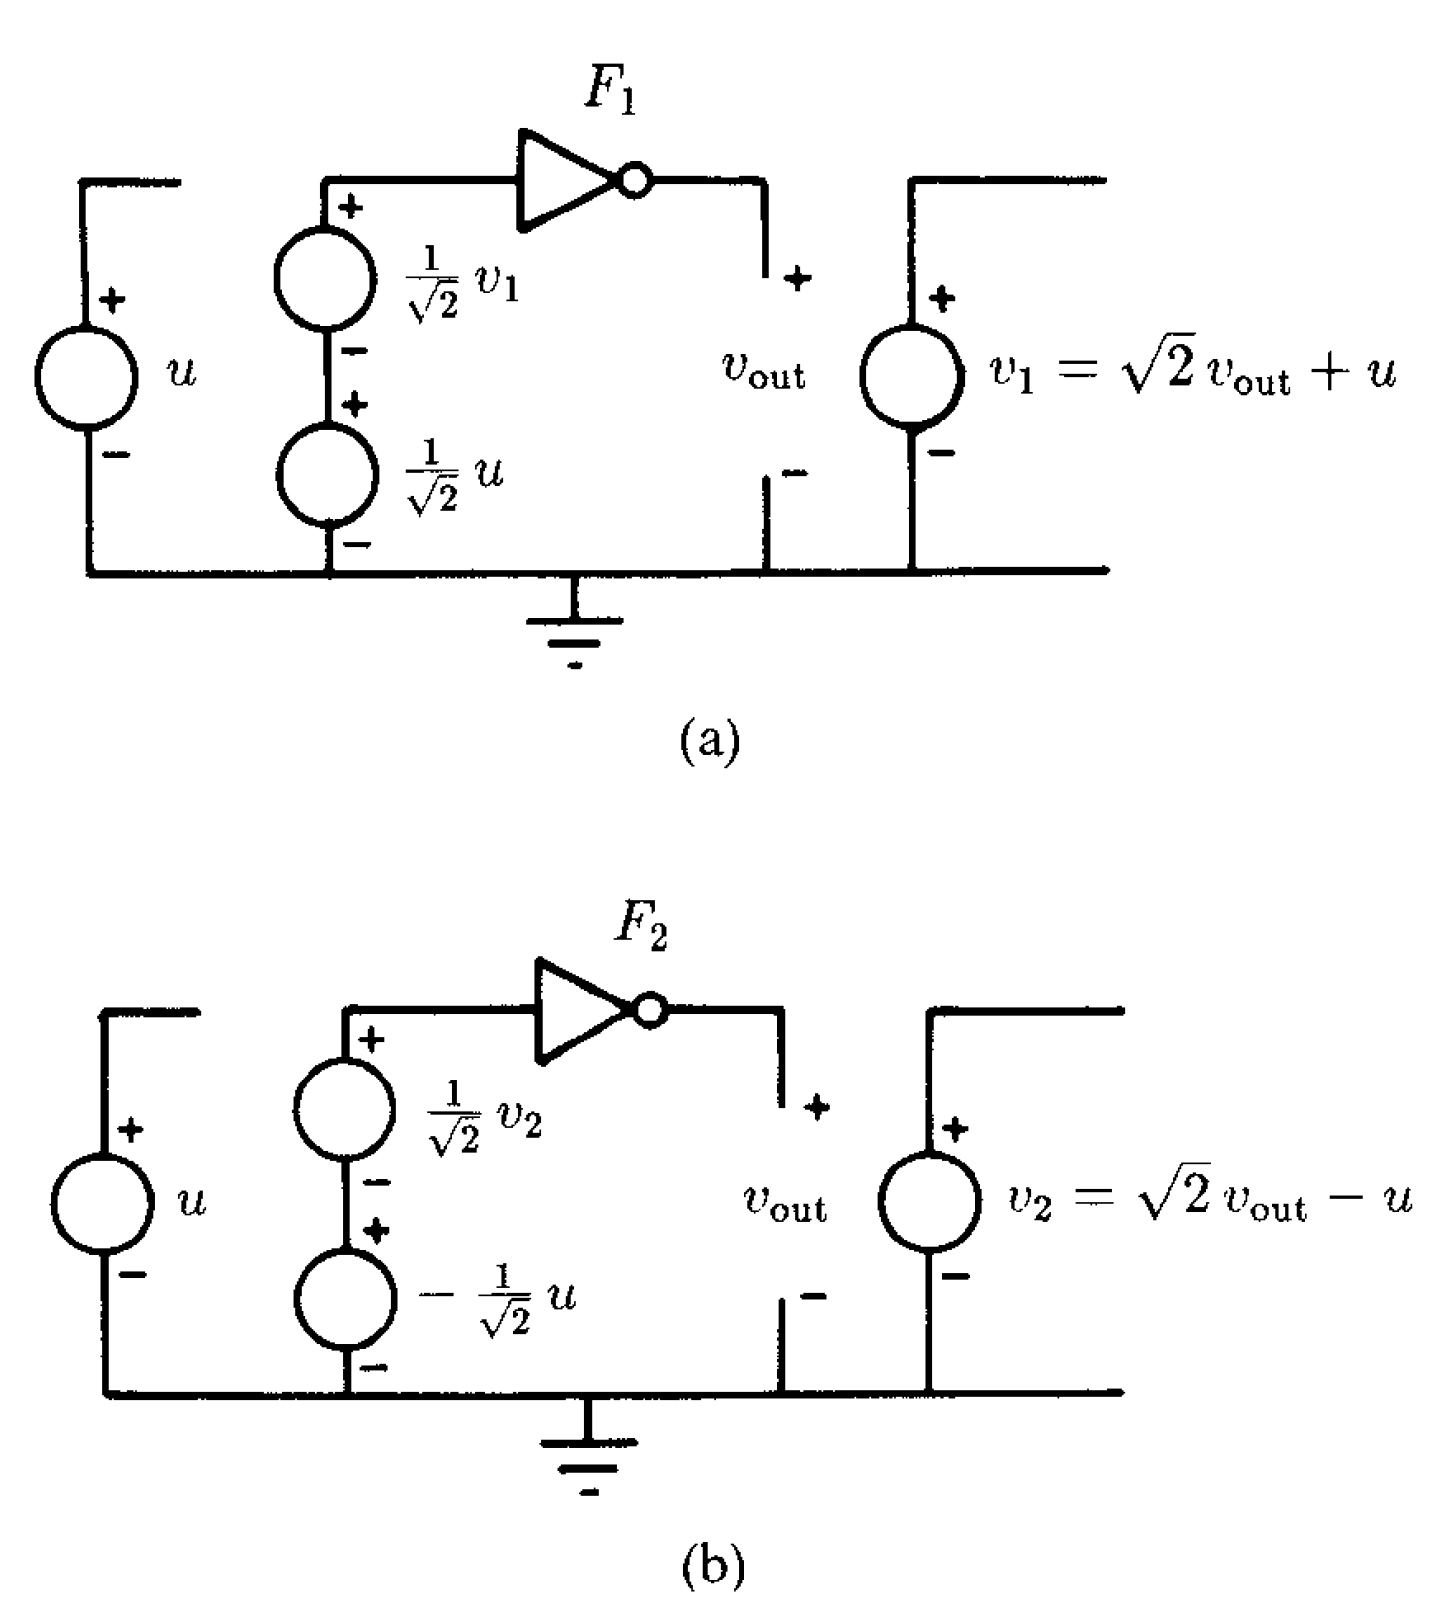 F₁
+
+
u
−
+
1/√2 v₁
−
+
1/√2 u
−
+
v_out
−
+
v₁ = √2 v_out + u
−
(a)
F₂
+
u
−
+
1/√2 v₂
−
+
− 1/√2 u
−
+
v_out
−
+
v₂ = √2 v_out − u
−
(b)